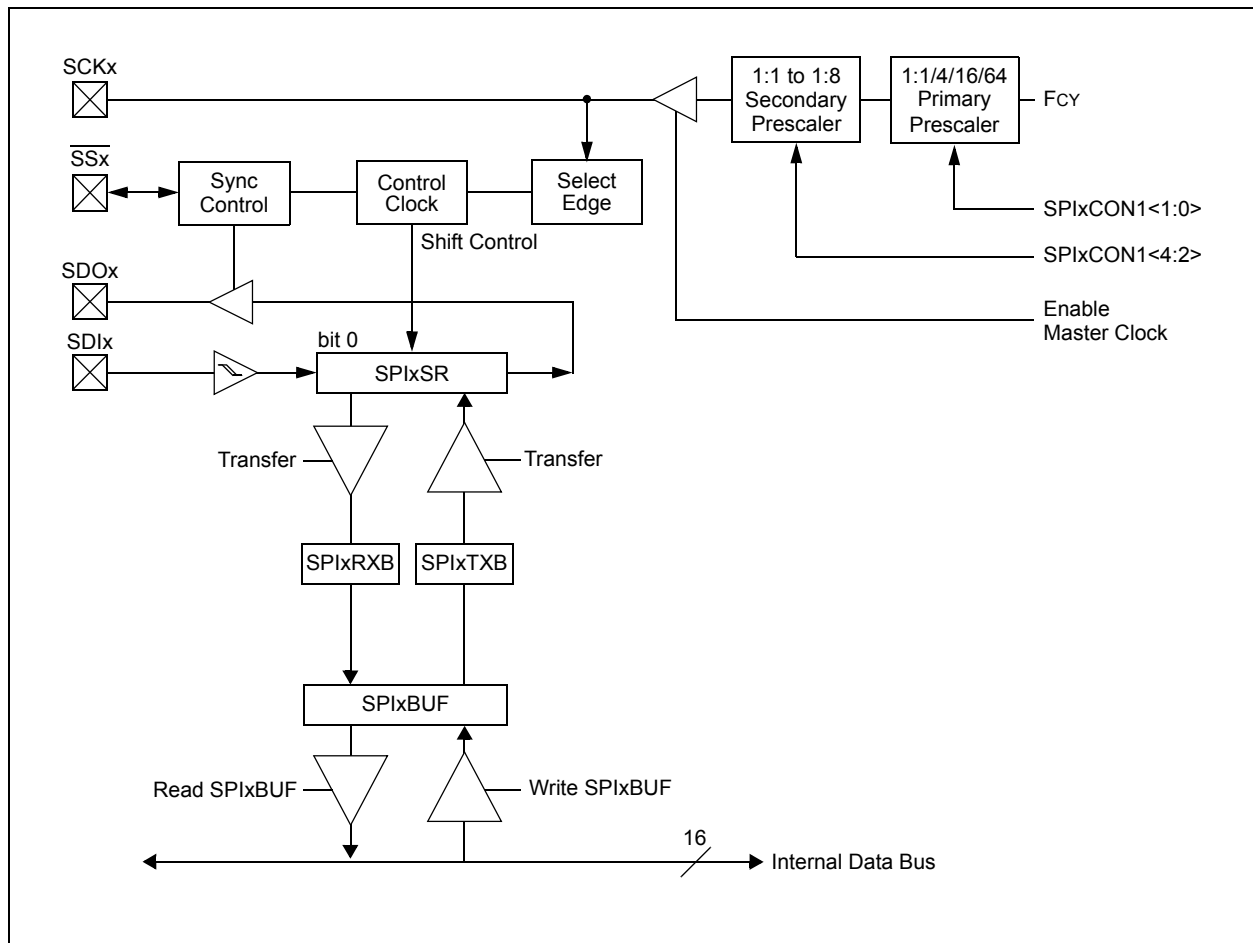 SCKx
1:1 to 1:8
Secondary
Prescaler
1:1/4/16/64
Primary
Prescaler
FCY
SSx
Sync
Control
Control
Clock
Select
Edge
SPIxCON1<1:0>
Shift Control
SPIxCON1<4:2>
SDOx
Enable
Master Clock
SDIx
bit 0
SPIxSR
Transfer
Transfer
SPIxRXB
SPIxTXB
SPIxBUF
Read SPIxBUF
Write SPIxBUF
16
Internal Data Bus